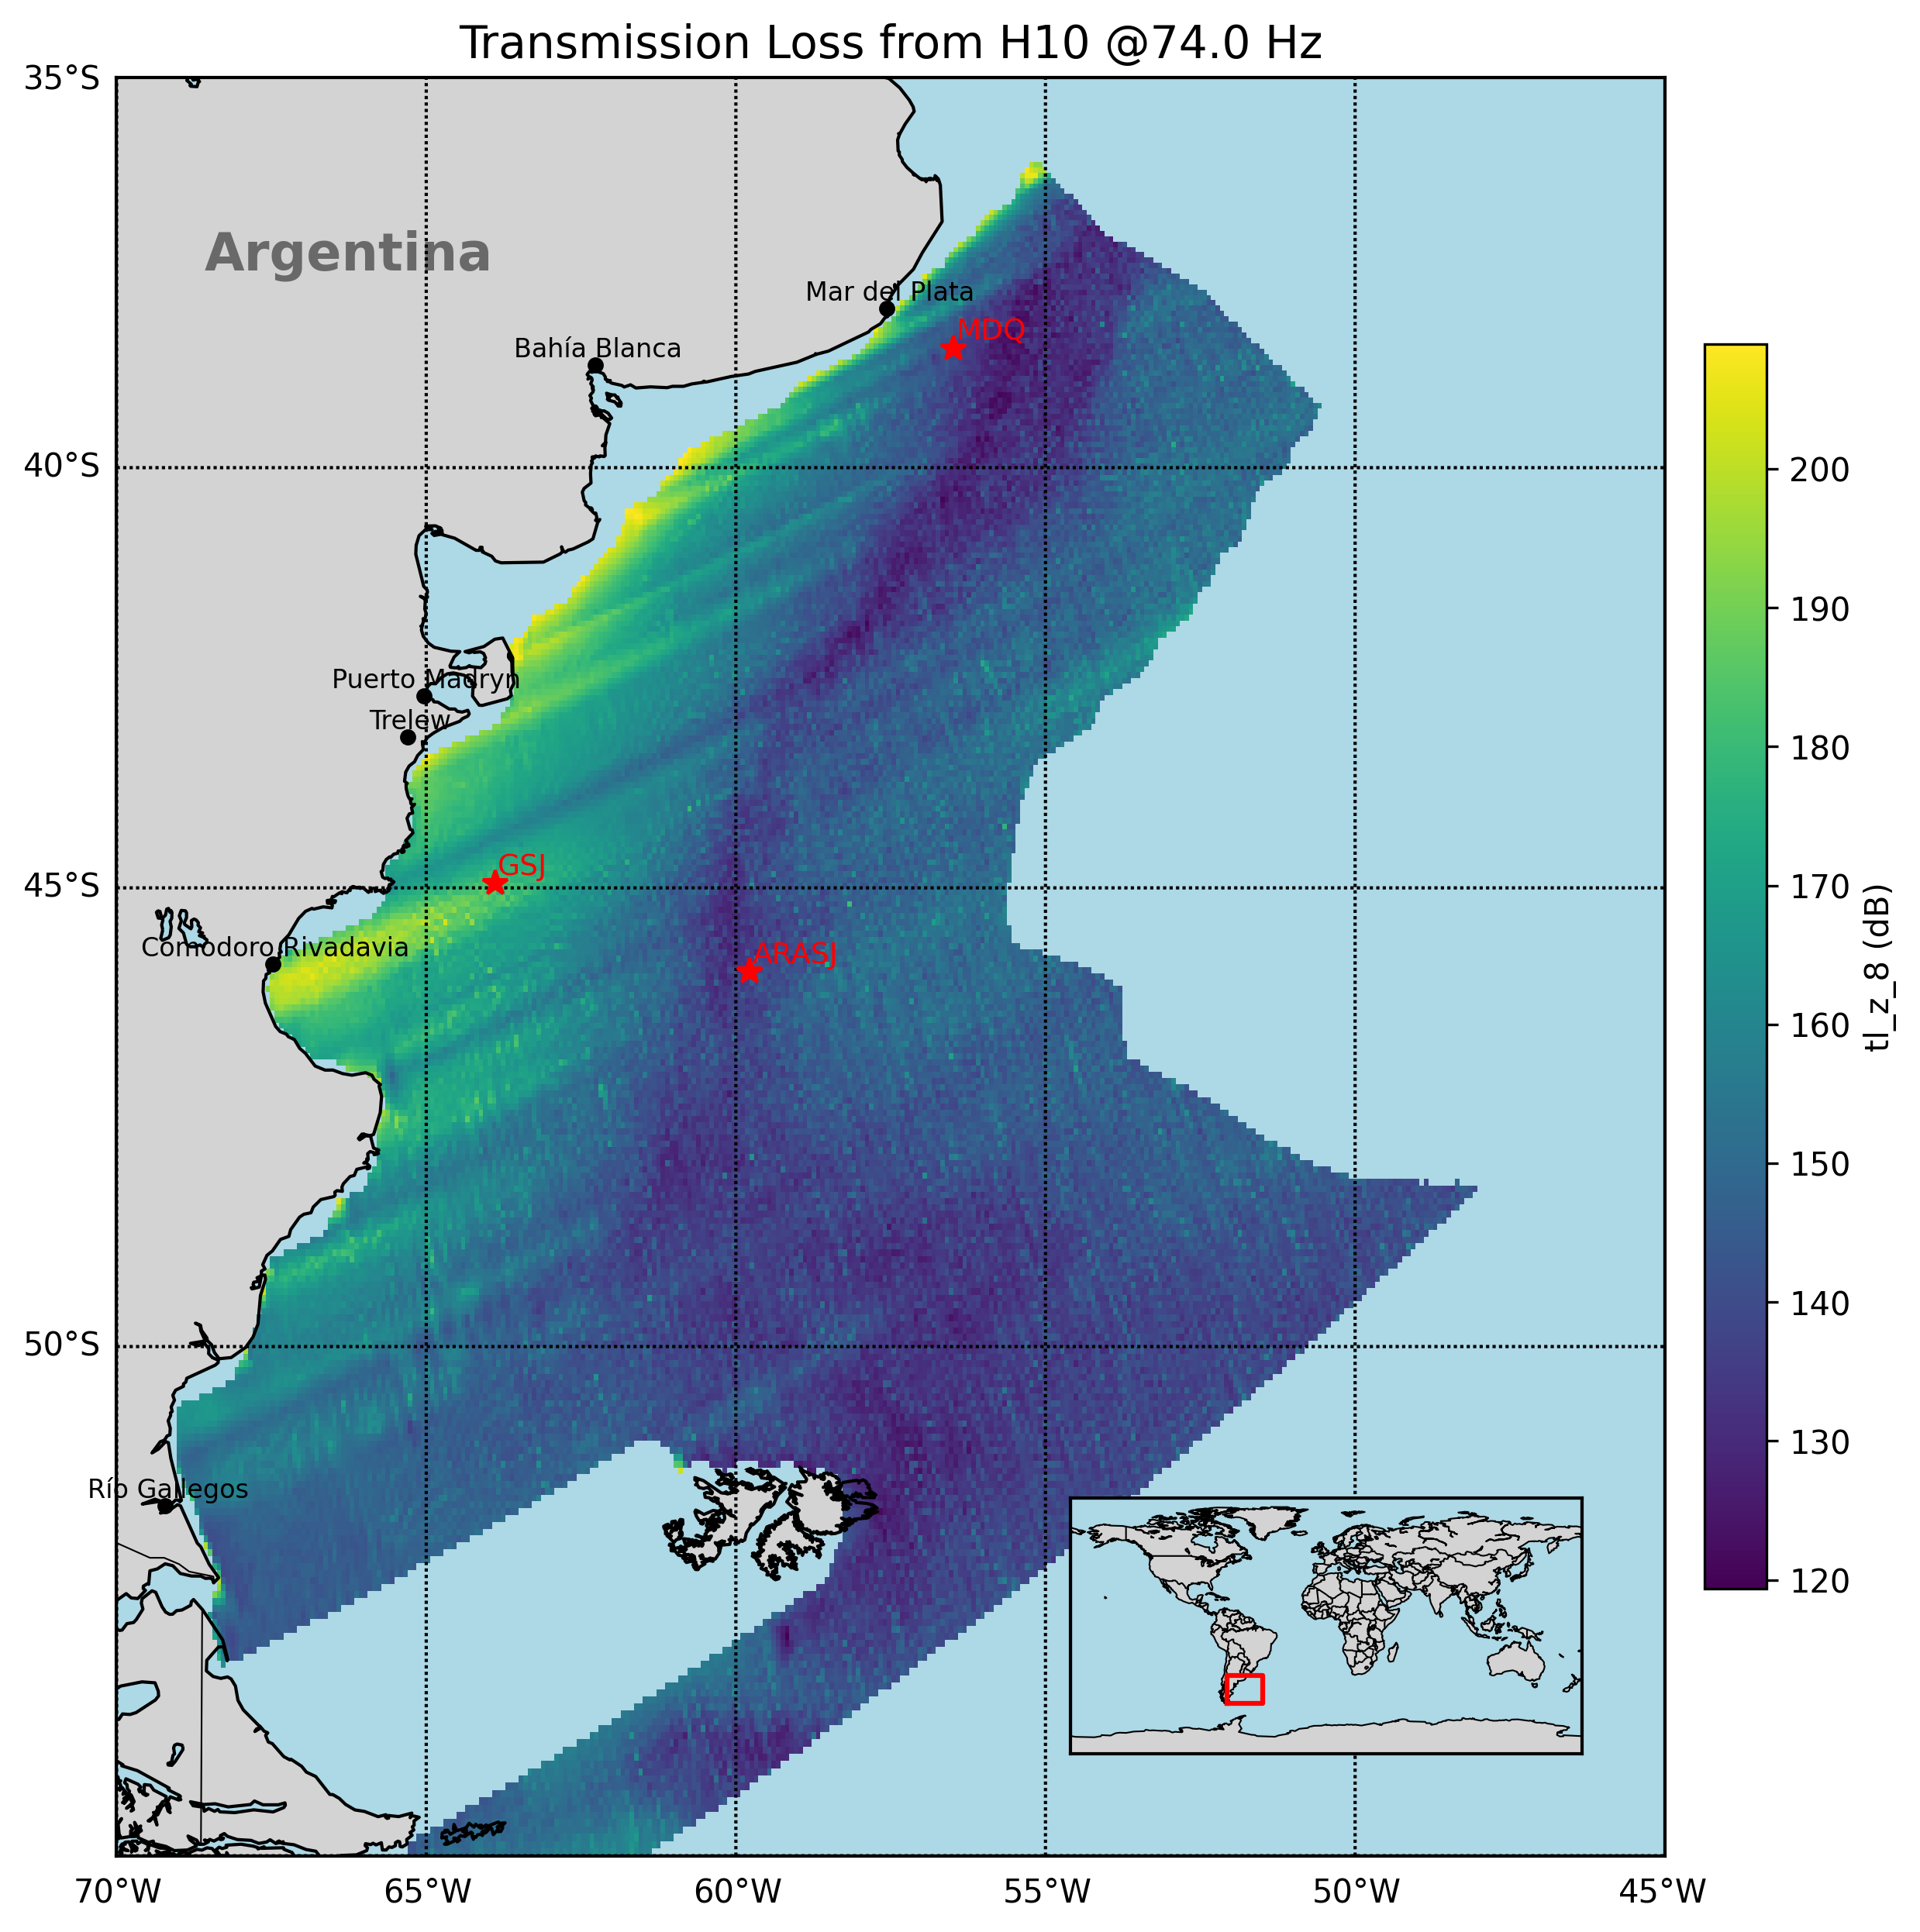 Transmission Loss from H10 @74.0 Hz
35°S
Argentina
Mar del Plata
MDQ
Bahía Blanca
40°S
200
190
Puerto Madryn
Trelew
180
GSJ
45°S
170
tl_z_8 (dB)
Comodoro Rivadavia
ARASJ
160
150
140
50°S
130
Río Gallegos
120
70°W
65°W
60°W
55°W
50°W
45°W